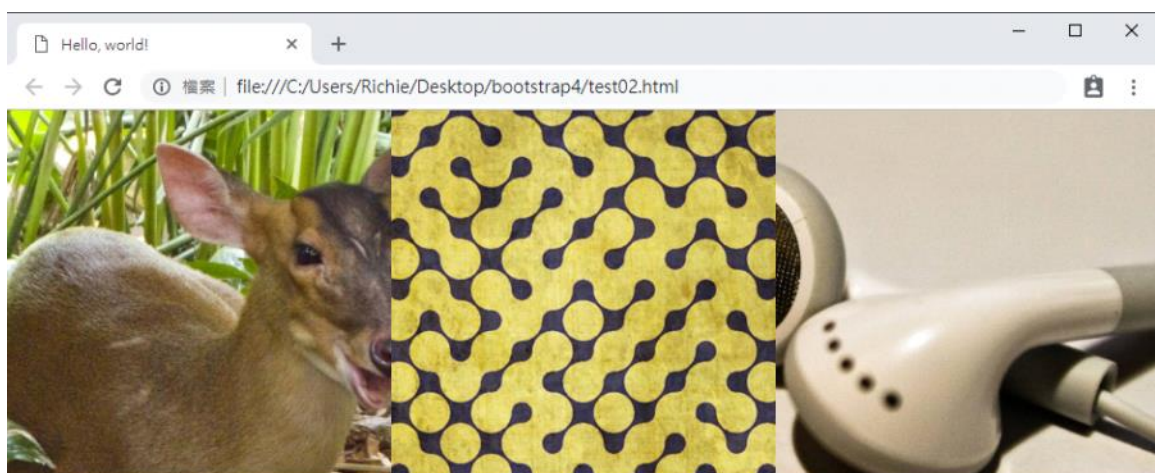 Hello, world!
檔案 file:///C:/Users/Richie/Desktop/bootstrap4/test02.html